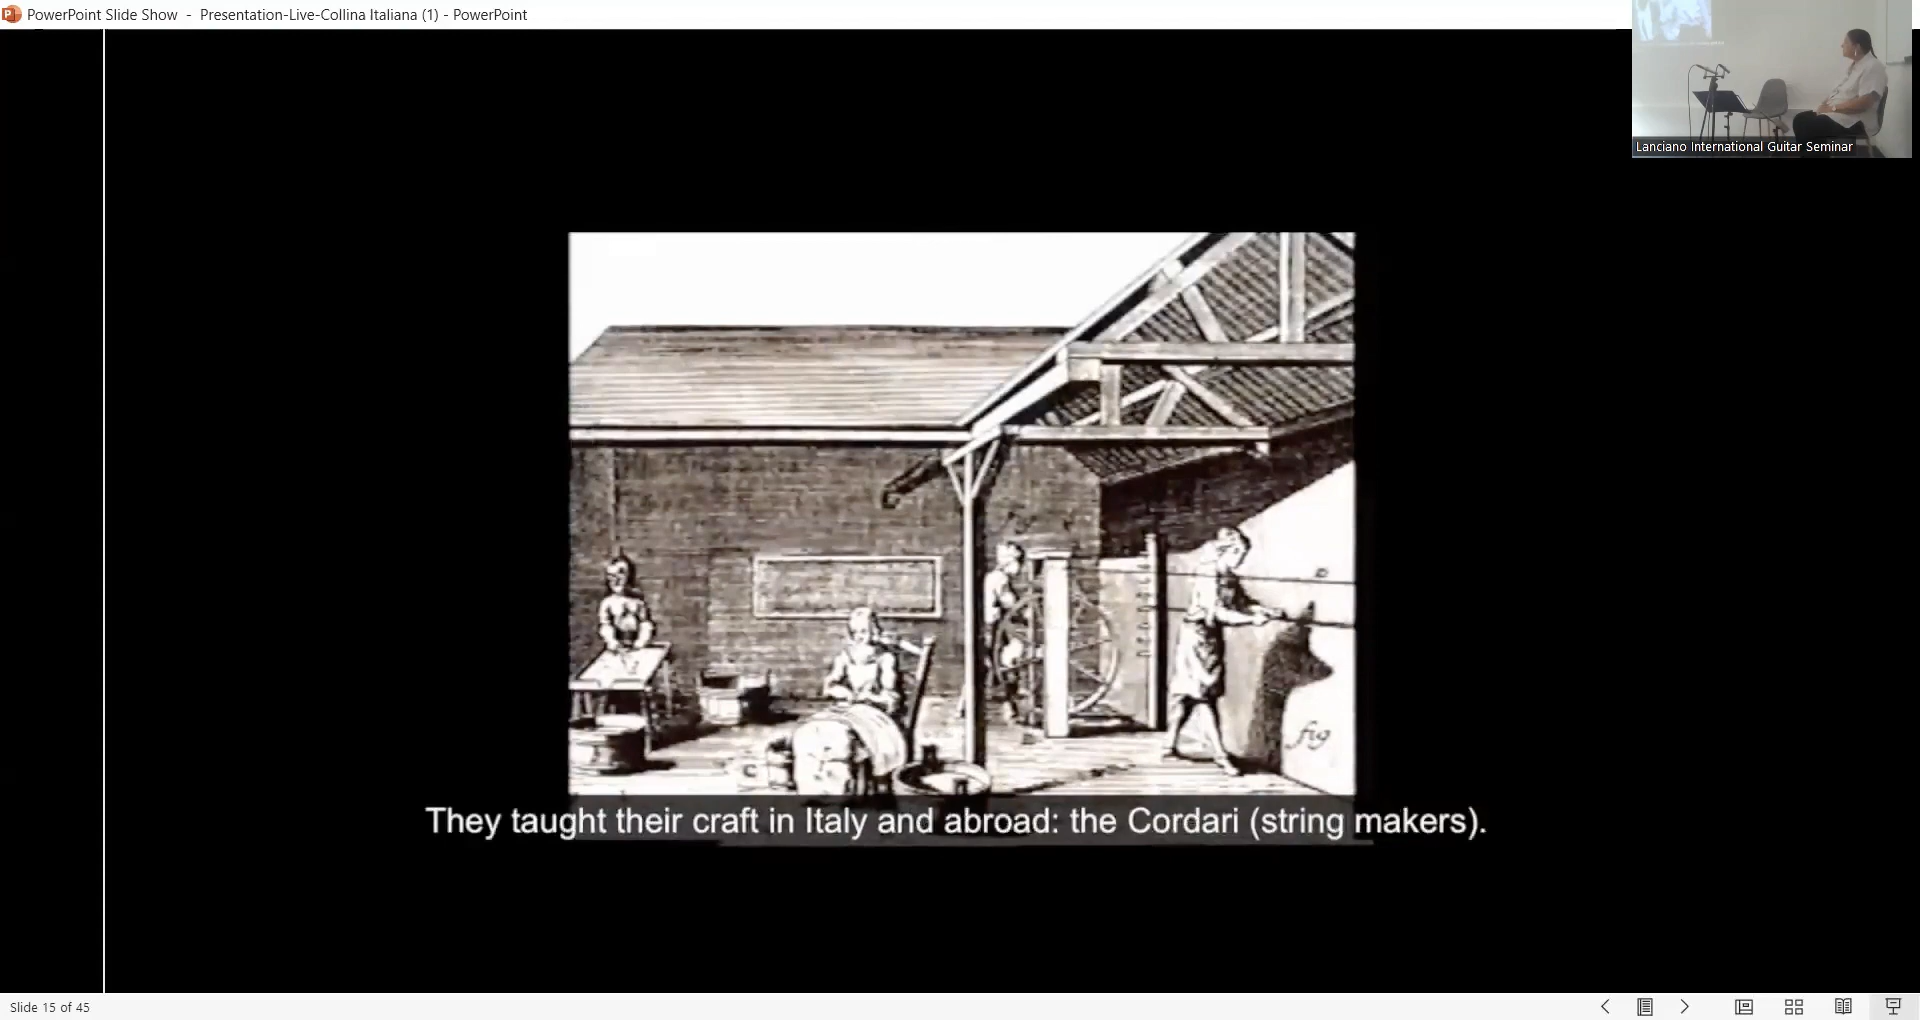 PowerPoint Slide Show - Presentation-Live-Collina Italiana (1) - PowerPoint
Lanciano International Guitar Seminar
fig
They taught their craft in Italy and abroad: the Cordari (string makers).
Slide 15 of 45